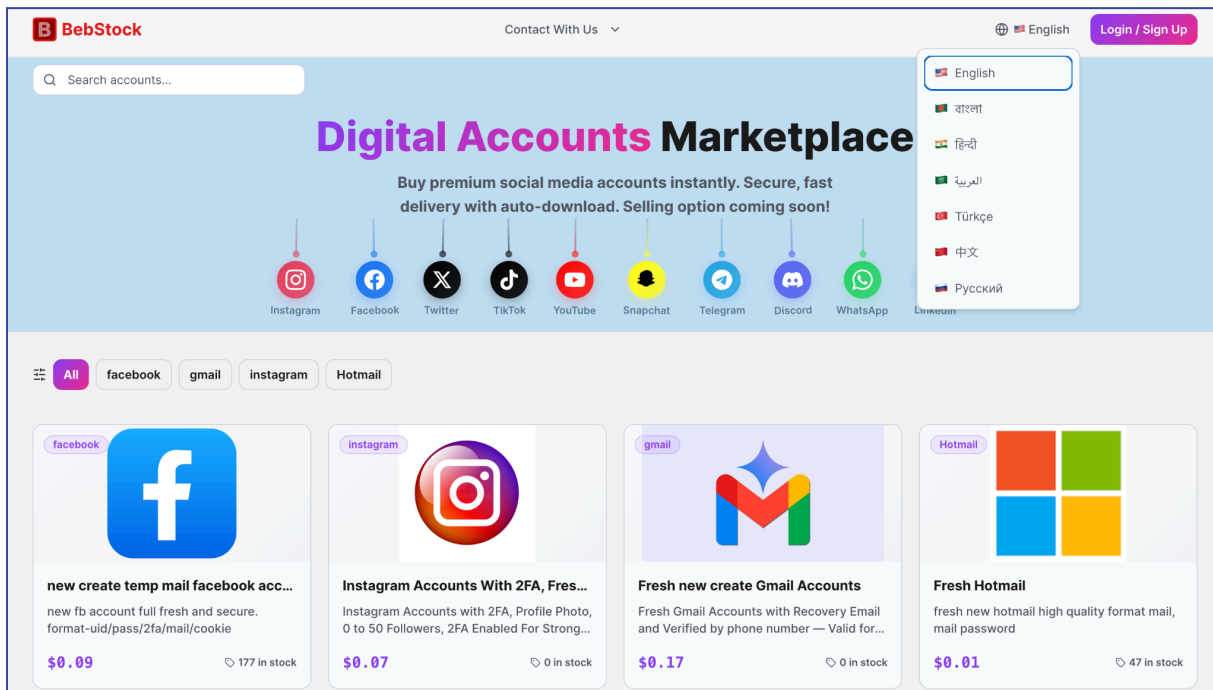 B BebStock
Contact With Us
English
Login / Sign Up
Search accounts...
English
বাংলা
हिन्दी
العربية
Türkçe
中文
Русский
Digital Accounts Marketplace
Buy premium social media accounts instantly. Secure, fast
delivery with auto-download. Selling option coming soon!
Instagram
Facebook
Twitter
TikTok
YouTube
Snapchat
Telegram
Discord
WhatsApp
LinkedIn
All
facebook
gmail
instagram
Hotmail
facebook
new create temp mail facebook acc...
new fb account full fresh and secure.
format-uid/pass/2fa/mail/cookie
$0.09
177 in stock
instagram
Instagram Accounts With 2FA, Fres...
Instagram Accounts with 2FA, Profile Photo,
0 to 50 Followers, 2FA Enabled For Strong...
$0.07
0 in stock
gmail
Fresh new create Gmail Accounts
Fresh Gmail Accounts with Recovery Email
and Verified by phone number — Valid for...
$0.17
0 in stock
Hotmail
Fresh Hotmail
fresh new hotmail high quality format mail,
mail password
$0.01
47 in stock